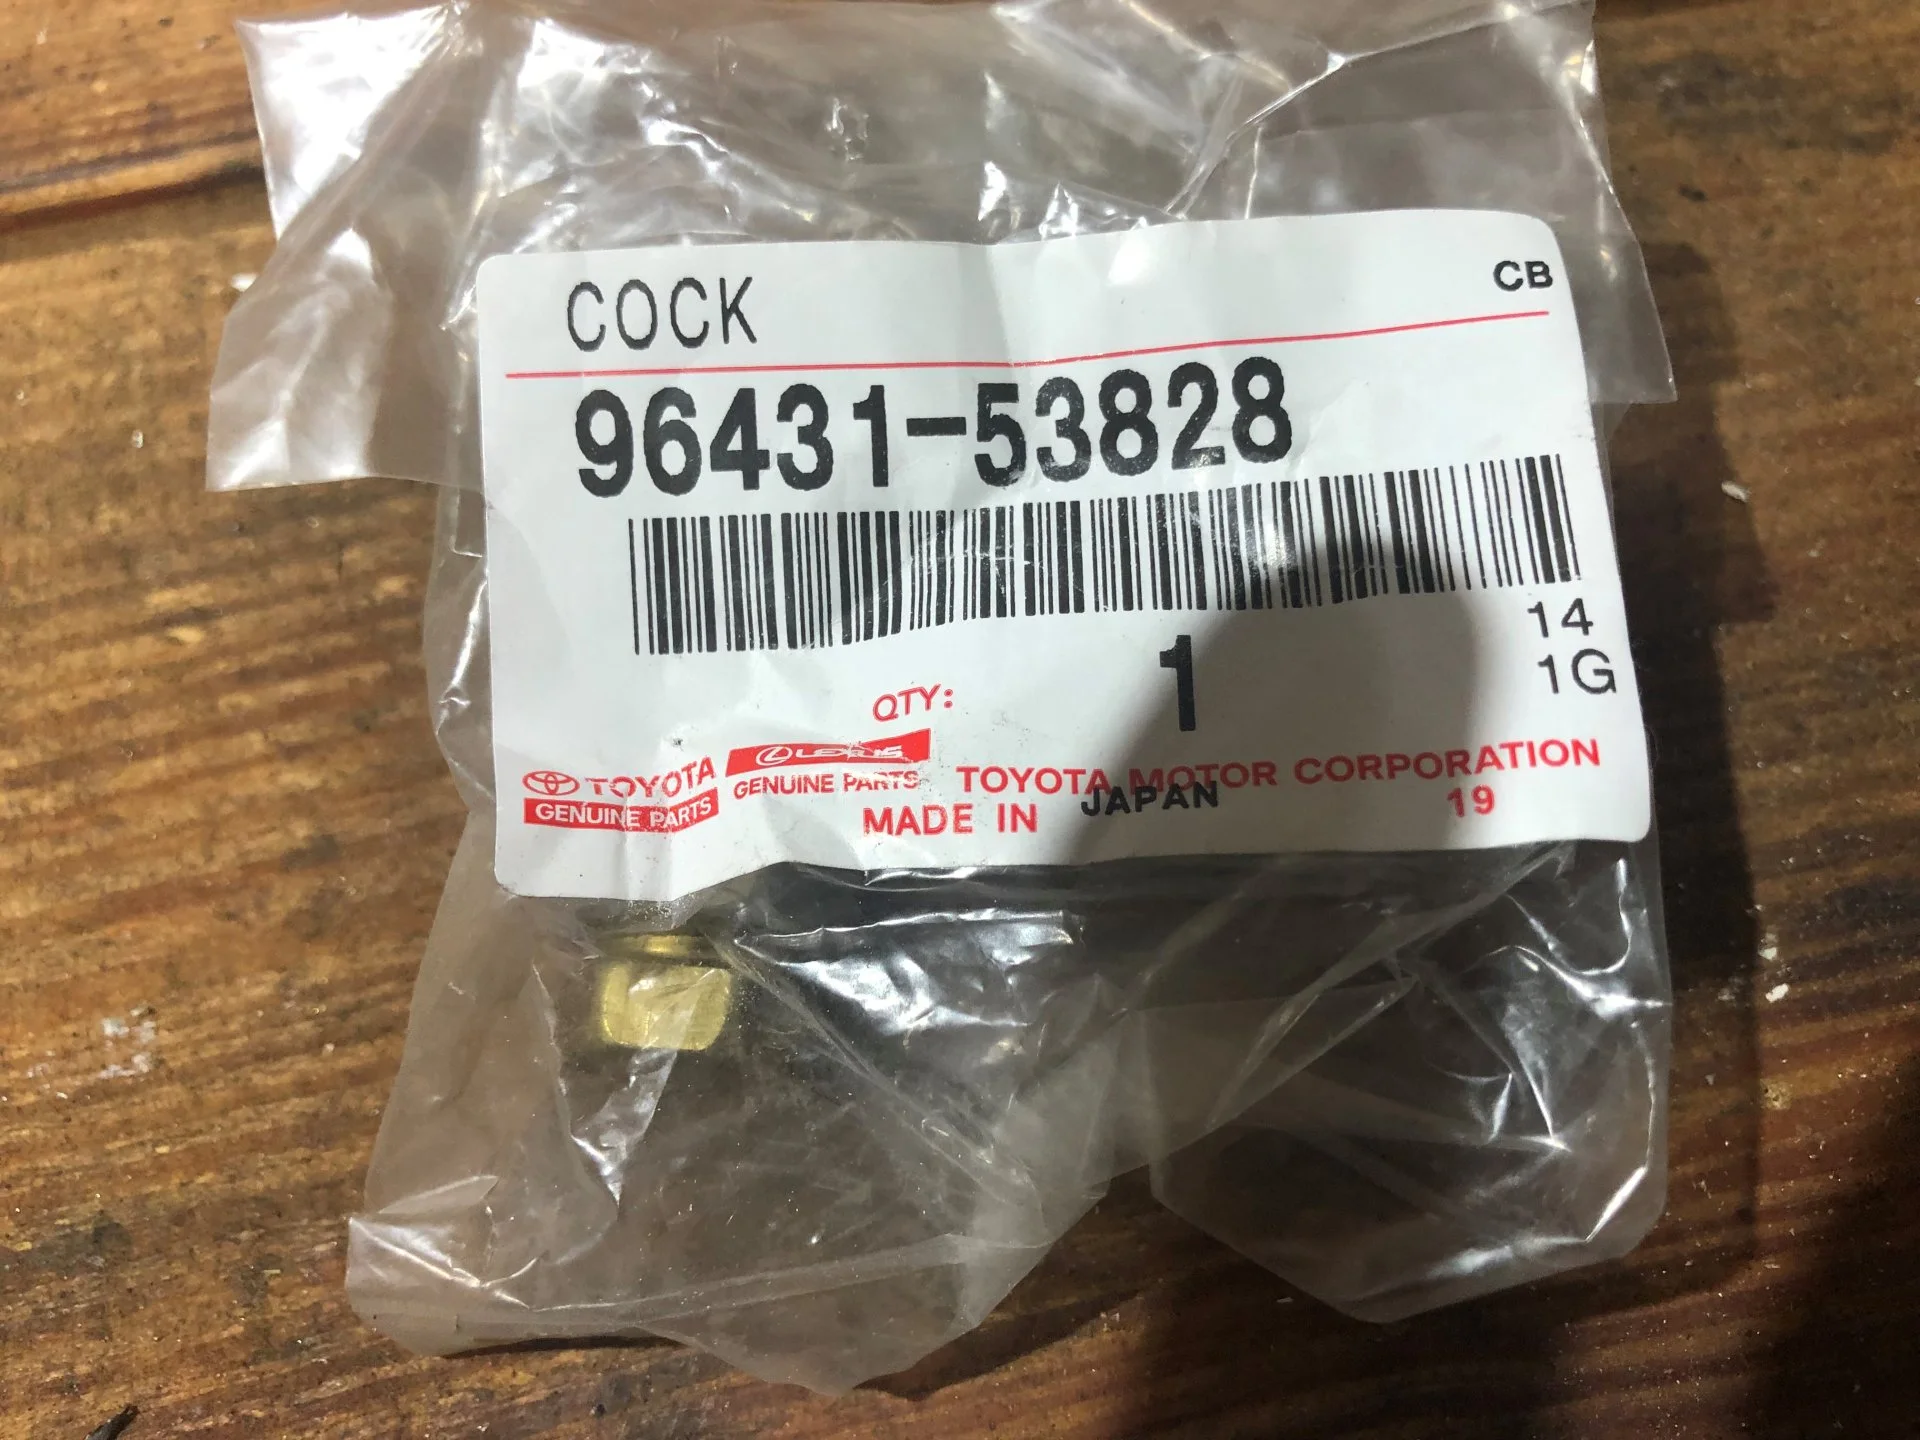 COCK
CB
96431-53828
14
1G
QTY: 1
TOYOTA
GENUINE PARTS
LEXUS
GENUINE PARTS
TOYOTA MOTOR CORPORATION
MADE IN JAPAN
19